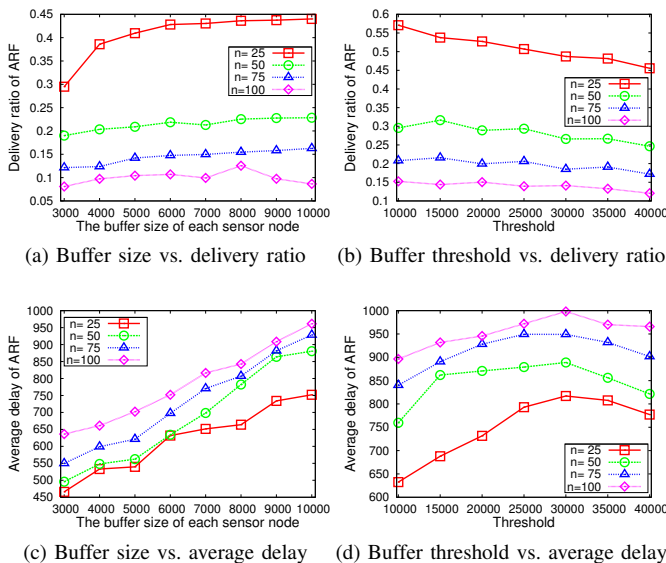 0.45
0.4
0.35
0.3
0.25
0.2
0.15
0.1
0.05
Delivery ratio of ARF
n= 25
n= 50
n= 75
n=100
3000 4000 5000 6000 7000 8000 9000 10000
The buffer size of each sensor node
(a) Buffer size vs. delivery ratio
0.6
0.55
0.5
0.45
0.4
0.35
0.3
0.25
0.2
0.15
0.1
Delivery ratio of ARF
n= 25
n= 50
n= 75
n=100
10000 15000 20000 25000 30000 35000 40000
Threshold
(b) Buffer threshold vs. delivery ratio
1000
950
900
850
800
750
700
650
600
550
500
450
Average delay of ARF
n= 25
n= 50
n= 75
n=100
3000 4000 5000 6000 7000 8000 9000 10000
The buffer size of each sensor node
(c) Buffer size vs. average delay
1000
950
900
850
800
750
700
650
600
Average delay of ARF
n= 25
n= 50
n= 75
n=100
10000 15000 20000 25000 30000 35000 40000
Threshold
(d) Buffer threshold vs. average delay